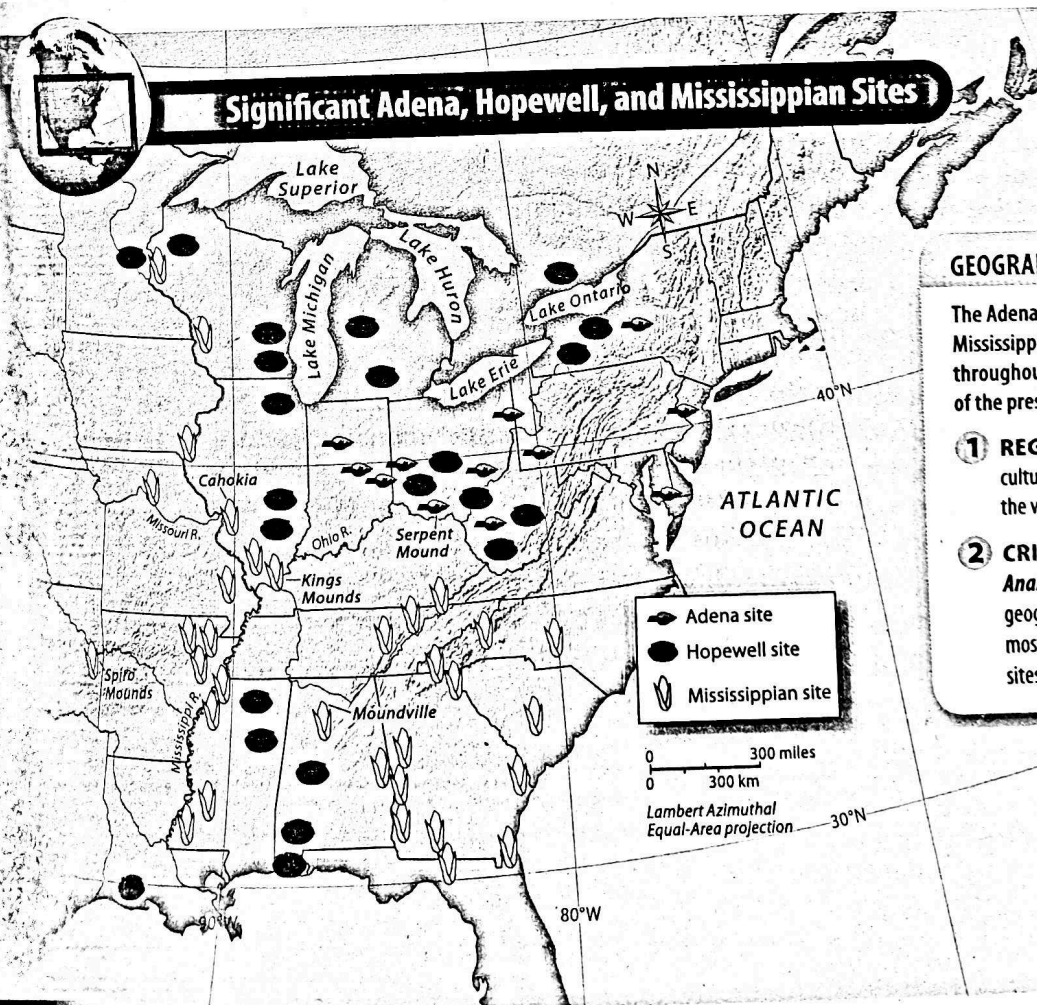 Significant Adena, Hopewell, and Mississippian Sites
Lake
Superior
Lake Michigan
Lake Huron
Lake Ontario
Lake Erie
N
W
E
S
40°N
Cahokia
Missouri R.
Ohio R.
Serpent
Mound
Kings
Mounds
ATLANTIC
OCEAN
Spiro
Mounds
Mississippi R.
Moundville
Adena site
Hopewell site
Mississippian site
0
300 miles
0
300 km
Lambert Azimuthal
Equal-Area projection
30°N
90°W
80°W
GEOGRA
The Adena
Mississipp
throughou
of the pres
1 REG
cultu
the v
2 CRI
Ana
geog
mos
sites